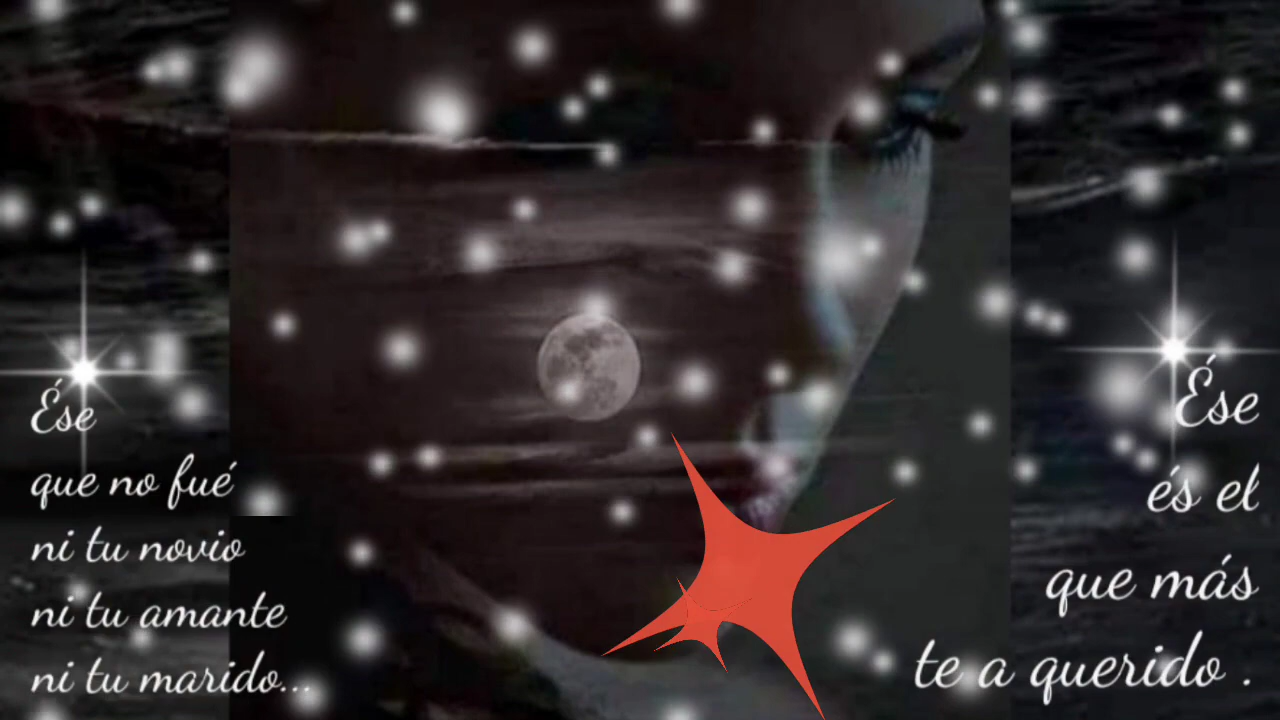 Ése
que no fué
ni tu novio
ni tu amante
ni tu marido...
Ése
és el
que más
te a querido .